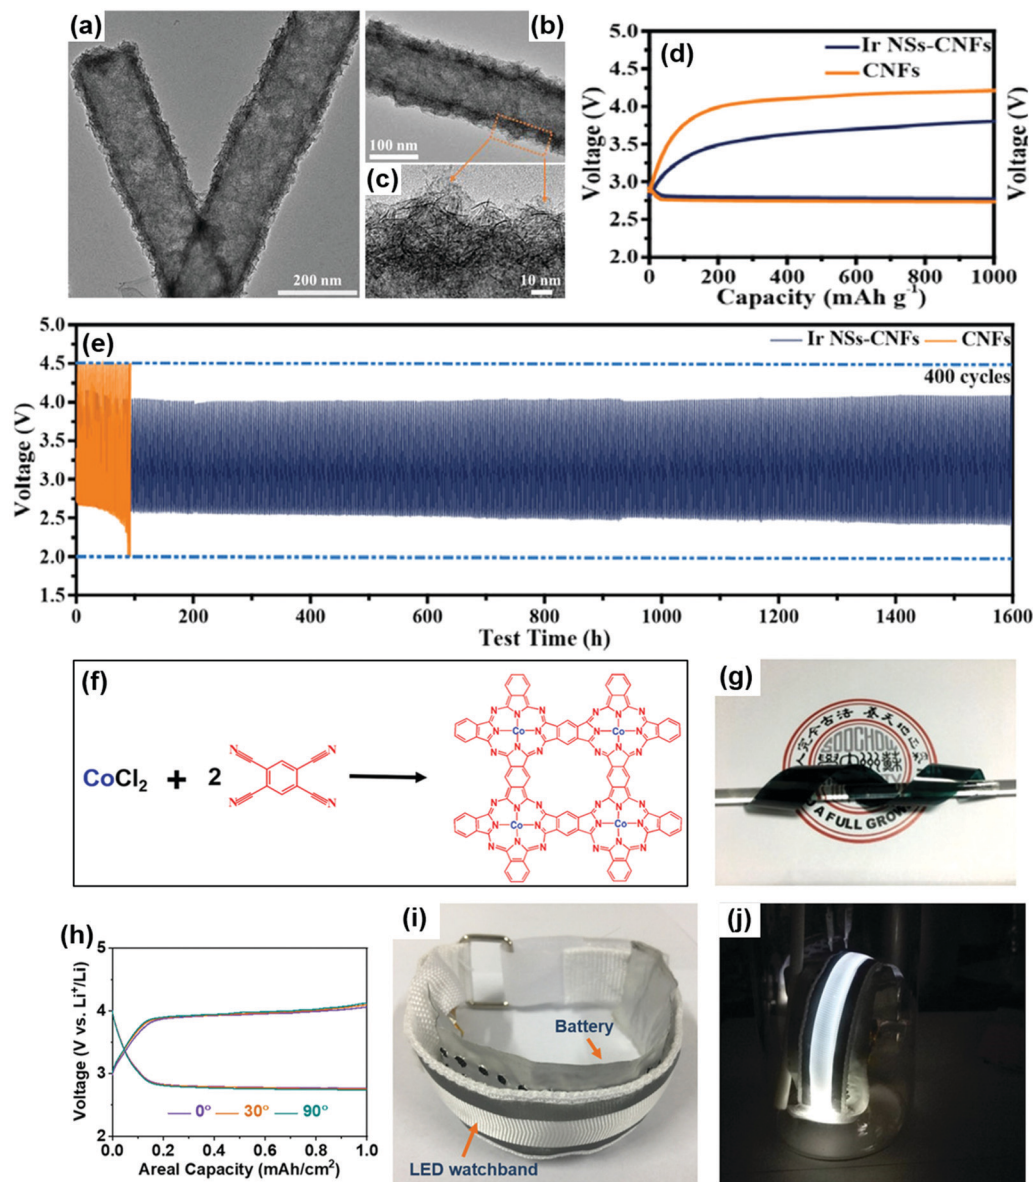 (a)
200 nm
(b)
100 nm
(c)
10 nm
(d)
Ir NSs-CNFs
CNFs
Voltage (V)
5.0
4.5
4.0
3.5
3.0
2.5
2.0
0 200 400 600 800 1000
Capacity (mAh g-1)
Voltage (V)
(e)
Ir NSs-CNFs CNFs
400 cycles
Voltage (V)
5.0
4.5
4.0
3.5
3.0
2.5
2.0
1.5
0 200 400 600 800 1000 1200 1400 1600
Test Time (h)
(f)
CoCl2 + 2
N N
N N
N N N N
N Co N N N Co N
N N N N
N N N N
N Co N N N Co N
N N N N
(g)
SOOCHOW
A FULL GROW
(h)
Voltage (V vs. Li+/Li)
5
4
3
2
0° 30° 90°
0.0 0.2 0.4 0.6 0.8 1.0
Areal Capacity (mAh/cm2)
(i)
Battery
LED watchband
(j)